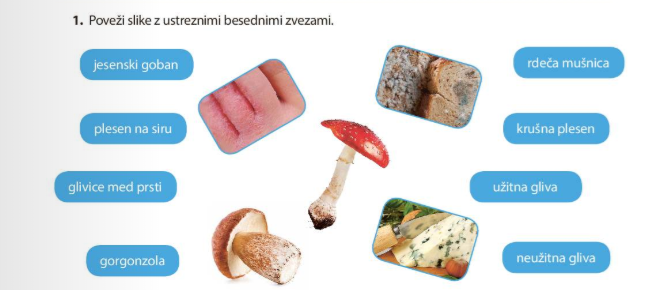 1. Poveži slike z ustreznimi besednimi zvezami.
jesenski goban
rdeča mušnica
plesen na siru
krušna plesen
glivice med prsti
užitna gliva
gorgonzola
neužitna gliva